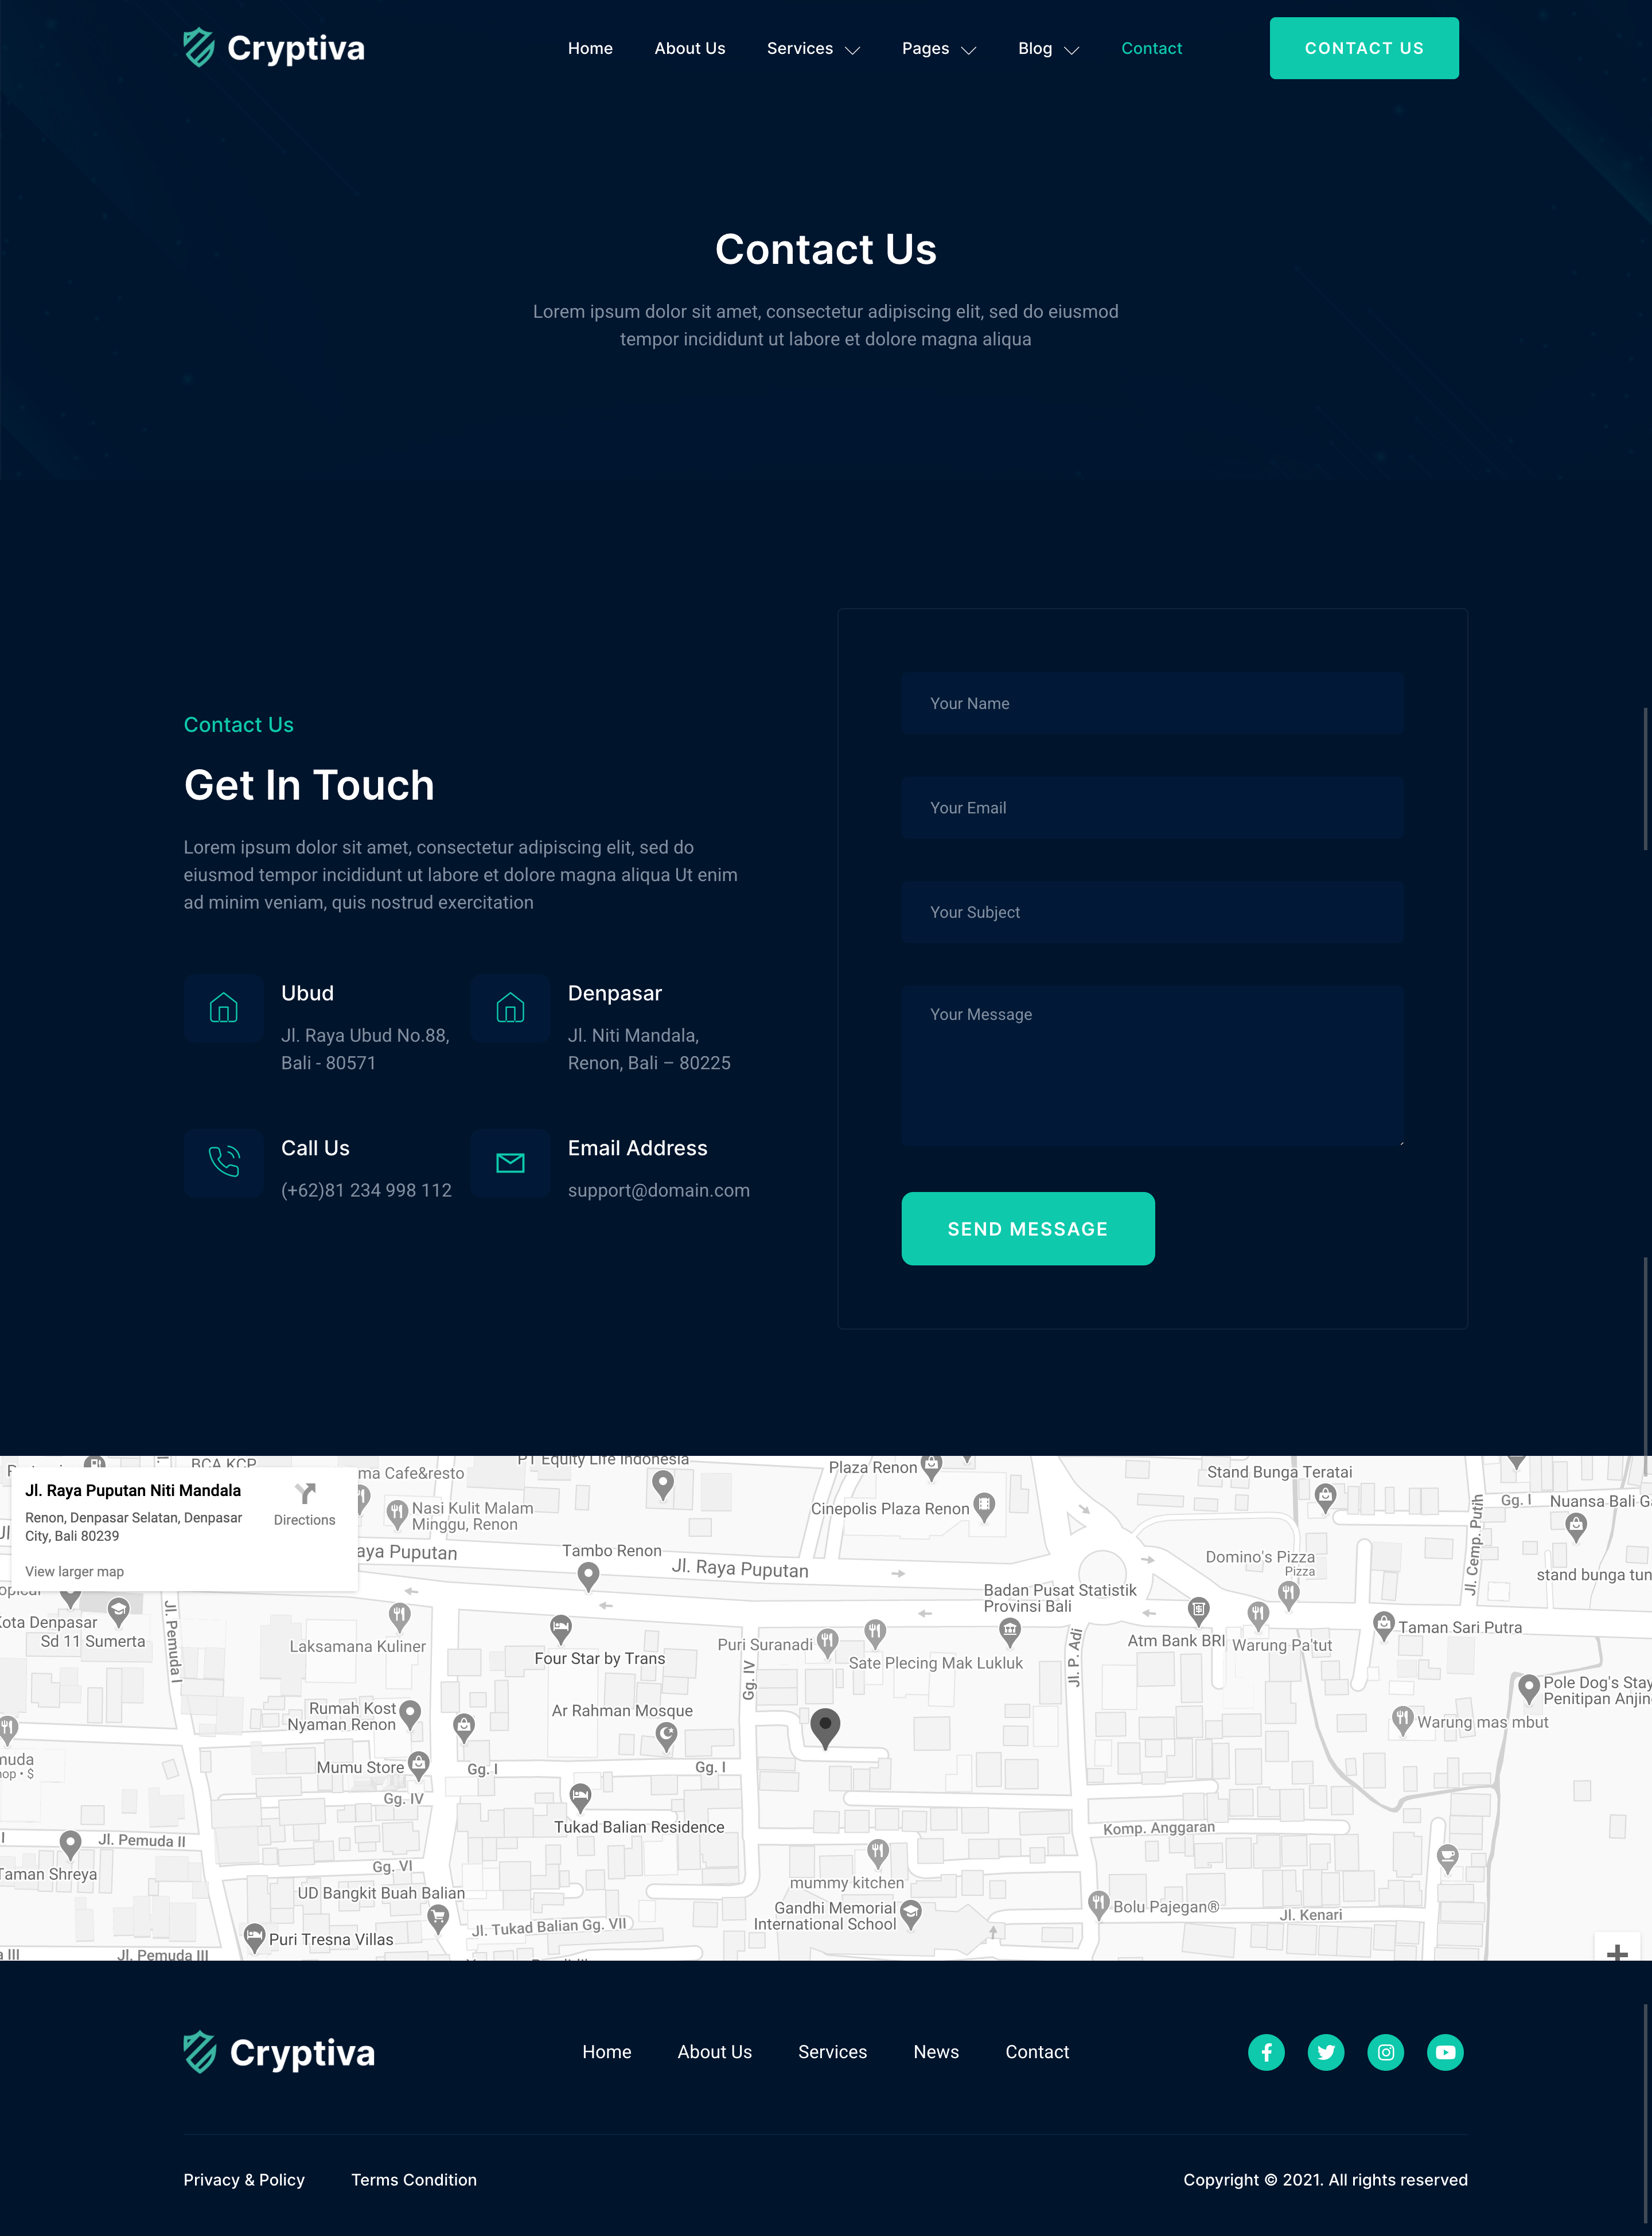 Cryptiva
Home
About Us
Services
Pages
Blog
Contact
CONTACT US
Contact Us
Lorem ipsum dolor sit amet, consectetur adipiscing elit, sed do eiusmod
tempor incididunt ut labore et dolore magna aliqua
Contact Us
Get In Touch
Lorem ipsum dolor sit amet, consectetur adipiscing elit, sed do
eiusmod tempor incididunt ut labore et dolore magna aliqua Ut enim
ad minim veniam, quis nostrud exercitation
Ubud
Jl. Raya Ubud No.88,
Bali - 80571
Denpasar
Jl. Niti Mandala,
Renon, Bali – 80225
Call Us
(+62)81 234 998 112
Email Address
support@domain.com
Your Name
Your Email
Your Subject
Your Message
SEND MESSAGE
Jl. Raya Puputan Niti Mandala
Renon, Denpasar Selatan, Denpasar
City, Bali 80239
Directions
View larger map
BCA KCP
ma Cafe&resto
PT Equity Life Indonesia
Plaza Renon
Stand Bunga Teratai
Gg. I
Nuansa Bali G
Nasi Kulit Malam
Minggu, Renon
Cinepolis Plaza Renon
Jl. Cemp. Putih
aya Puputan
Tambo Renon
Jl. Raya Puputan
Domino's Pizza
Pizza
stand bunga tun
Badan Pusat Statistik
Provinsi Bali
Kota Denpasar
Sd 11 Sumerta
Jl. Pemuda I
Laksamana Kuliner
Four Star by Trans
Puri Suranadi
Sate Plecing Mak Lukluk
Jl. P. Adi
Atm Bank BRI
Warung Pa'tut
Taman Sari Putra
Gg. IV
Pole Dog's Stay
Penitipan Anjin
Rumah Kost
Nyaman Renon
Ar Rahman Mosque
Warung mas mbut
muda
hop • $
Mumu Store
Gg. I
Gg. I
Gg. IV
Tukad Balian Residence
Komp. Anggaran
Jl. Pemuda II
Taman Shreya
Gg. VI
UD Bangkit Buah Balian
mummy kitchen
Gandhi Memorial
International School
Bolu Pajegan®
Jl. Kenari
Jl. Tukad Balian Gg. VII
Puri Tresna Villas
a III
Jl. Pemuda III
Cryptiva
Home
About Us
Services
News
Contact
Privacy & Policy
Terms Condition
Copyright © 2021. All rights reserved